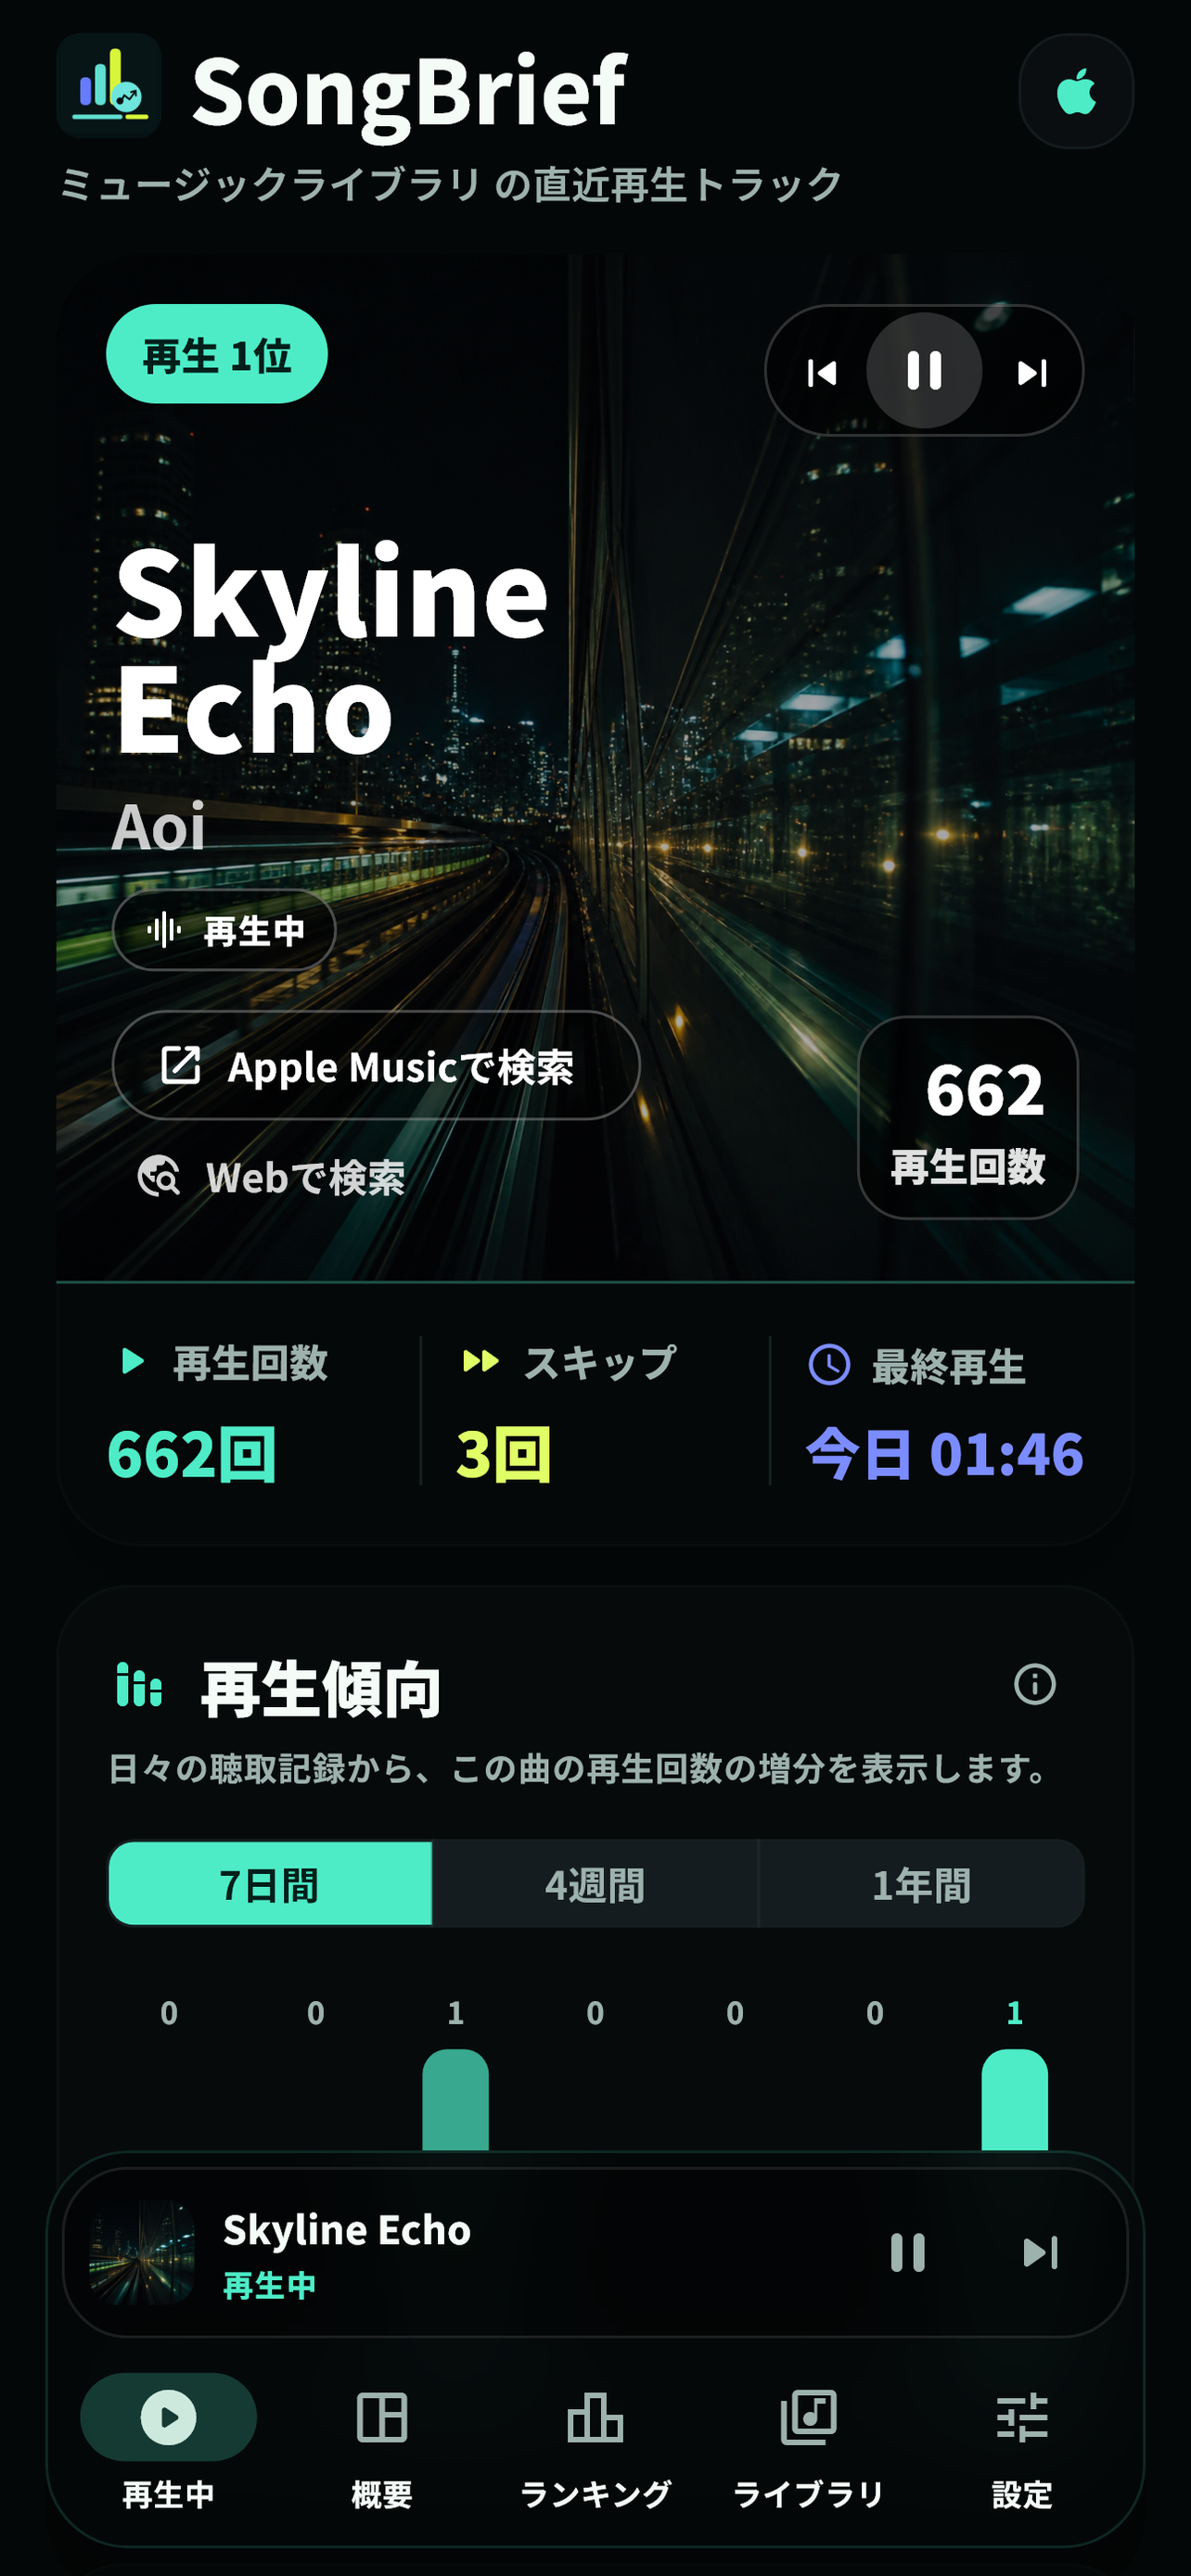 SongBrief
ミュージックライブラリ の直近再生トラック
再生 1位
Skyline
Echo
Aoi
再生中
Apple Musicで検索
Webで検索
662
再生回数
再生回数
スキップ
最終再生
662回
3回
今日 01:46
再生傾向
日々の聴取記録から、この曲の再生回数の増分を表示します。
7日間
4週間
1年間
0 0 1 0 0 0 1
Skyline Echo
再生中
再生中
概要
ランキング
ライブラリ
設定